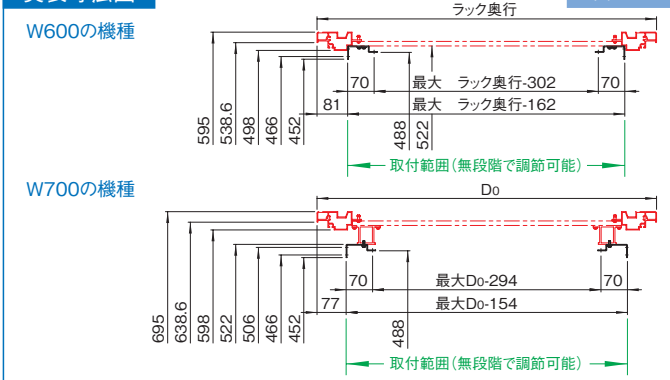 W600の機種
ラック奥行
70
最大 ラック奥行-302
70
81
最大 ラック奥行-162
595
538.6
498
466
452
488
522
取付範囲(無段階で調節可能)
W700の機種
D0
70
最大D0-294
70
77
最大D0-154
695
638.6
598
522
506
466
452
488
取付範囲(無段階で調節可能)